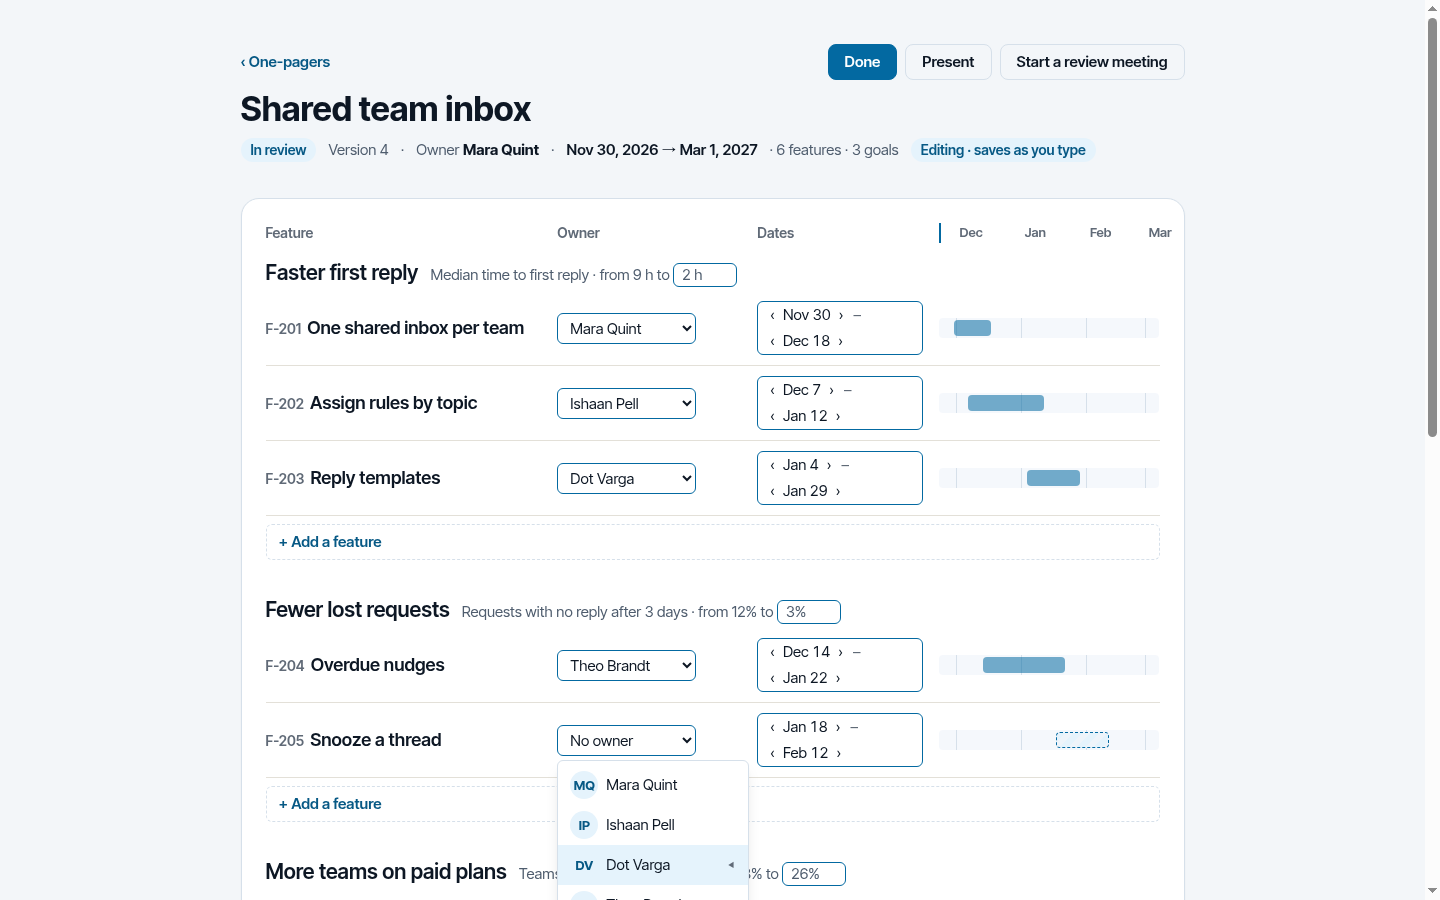 ‹ One-pagers
Done
Present
Start a review meeting
Shared team inbox
In review Version 4 · Owner Mara Quint · Nov 30, 2026 → Mar 1, 2027 · 6 features · 3 goals Editing · saves as you type
Feature Owner Dates Dec Jan Feb Mar
Faster first reply Median time to first reply · from 9 h to 2 h
F-201 One shared inbox per team Mara Quint ‹ Nov 30 › –
‹ Dec 18 ›
F-202 Assign rules by topic Ishaan Pell ‹ Dec 7 › –
‹ Jan 12 ›
F-203 Reply templates Dot Varga ‹ Jan 4 › –
‹ Jan 29 ›
+ Add a feature
Fewer lost requests Requests with no reply after 3 days · from 12% to 3%
F-204 Overdue nudges Theo Brandt ‹ Dec 14 › –
‹ Jan 22 ›
F-205 Snooze a thread No owner ‹ Jan 18 › –
‹ Feb 12 ›
MQ Mara Quint
+ Add a feature
IP Ishaan Pell
DV Dot Varga
More teams on paid plans Teams % to 26%